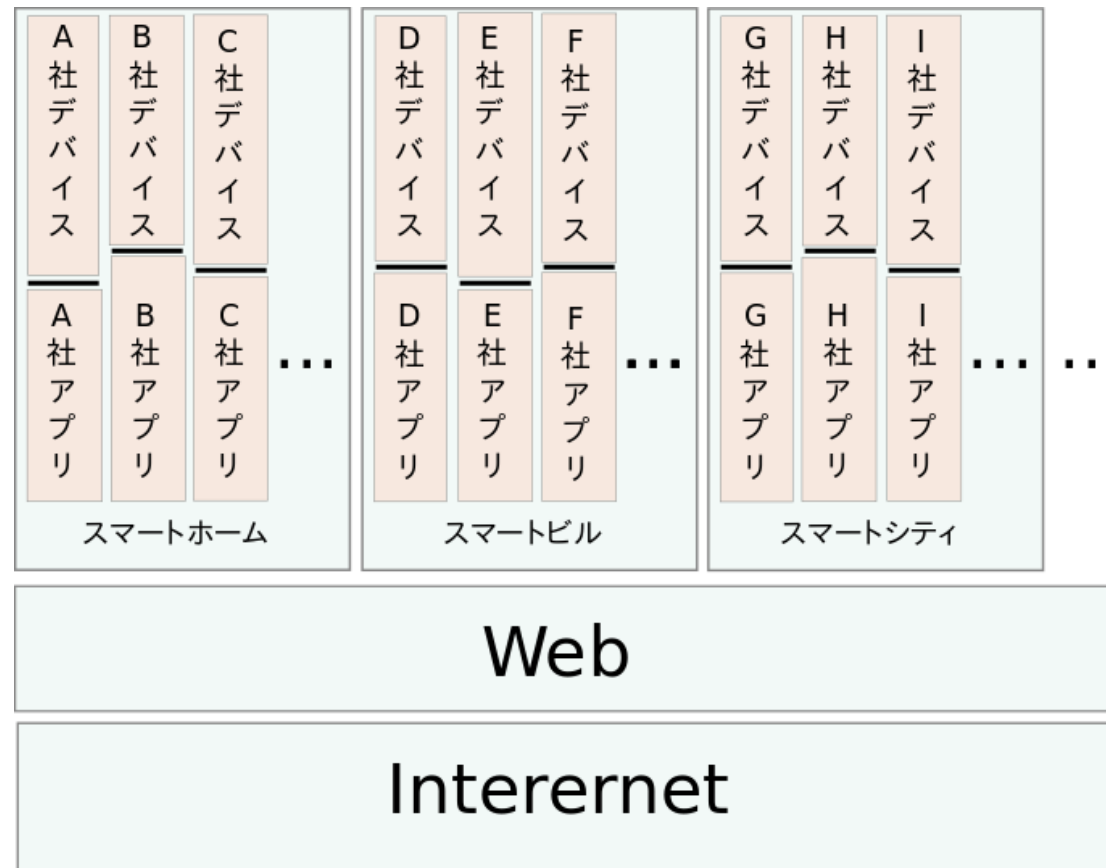 A社デバイス
B社デバイス
C社デバイス
A社アプリ
B社アプリ
C社アプリ
...
スマートホーム
D社デバイス
E社デバイス
F社デバイス
D社アプリ
E社アプリ
F社アプリ
...
スマートビル
G社デバイス
H社デバイス
I社デバイス
G社アプリ
H社アプリ
I社アプリ
...
スマートシティ
..
Web
Interernet